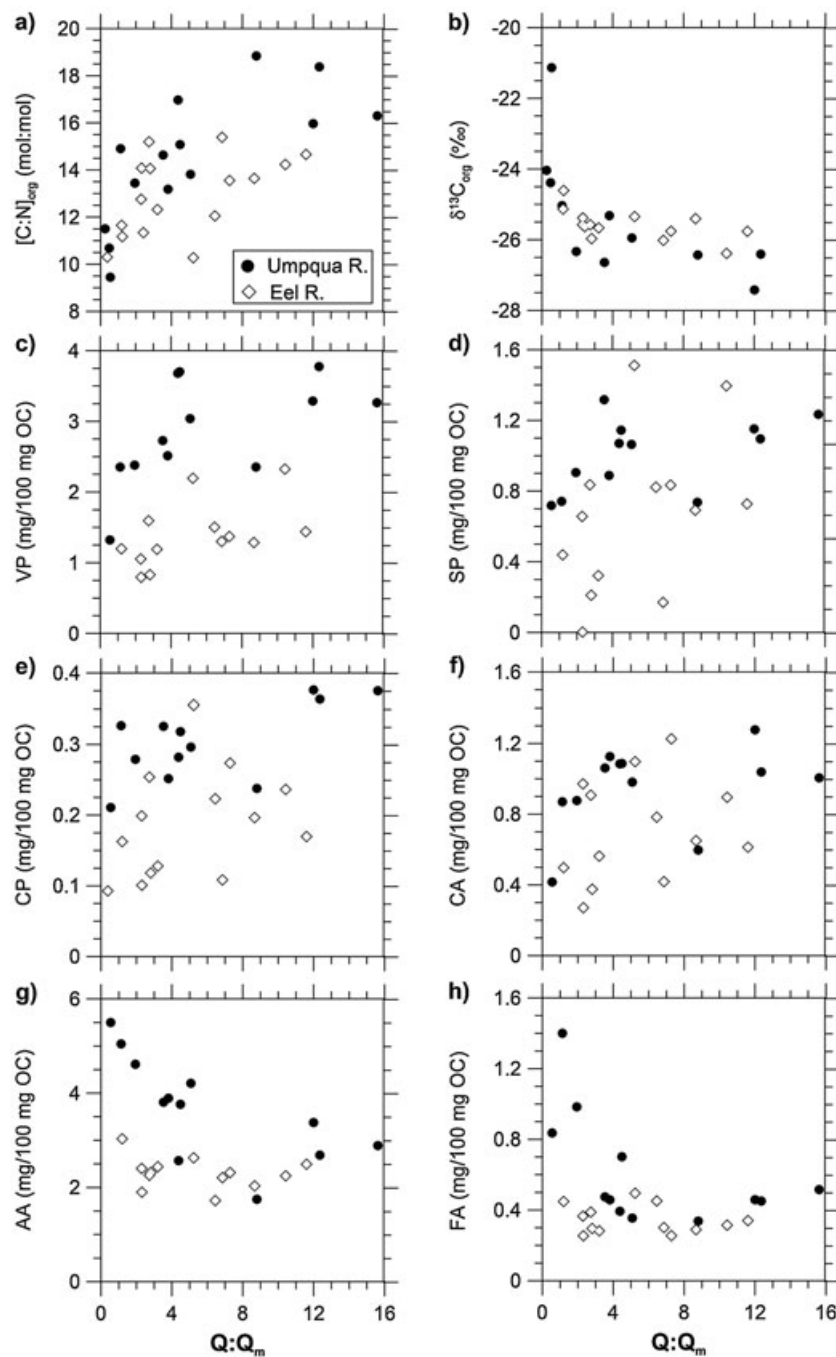 a)
20
18
16
14
12
10
8
[C:N]org (mol:mol)
Umpqua R.
Eel R.
b)
-20
-22
-24
-26
-28
δ13Corg (o/oo)
c)
4
3
2
1
0
VP (mg/100 mg OC)
d)
1.6
1.2
0.8
0.4
0
SP (mg/100 mg OC)
e)
0.4
0.3
0.2
0.1
0
CP (mg/100 mg OC)
f)
1.6
1.2
0.8
0.4
0
CA (mg/100 mg OC)
g)
6
4
2
0
AA (mg/100 mg OC)
0 4 8 12 16
Q:Qm
h)
1.6
1.2
0.8
0.4
0
FA (mg/100 mg OC)
0 4 8 12 16
Q:Qm